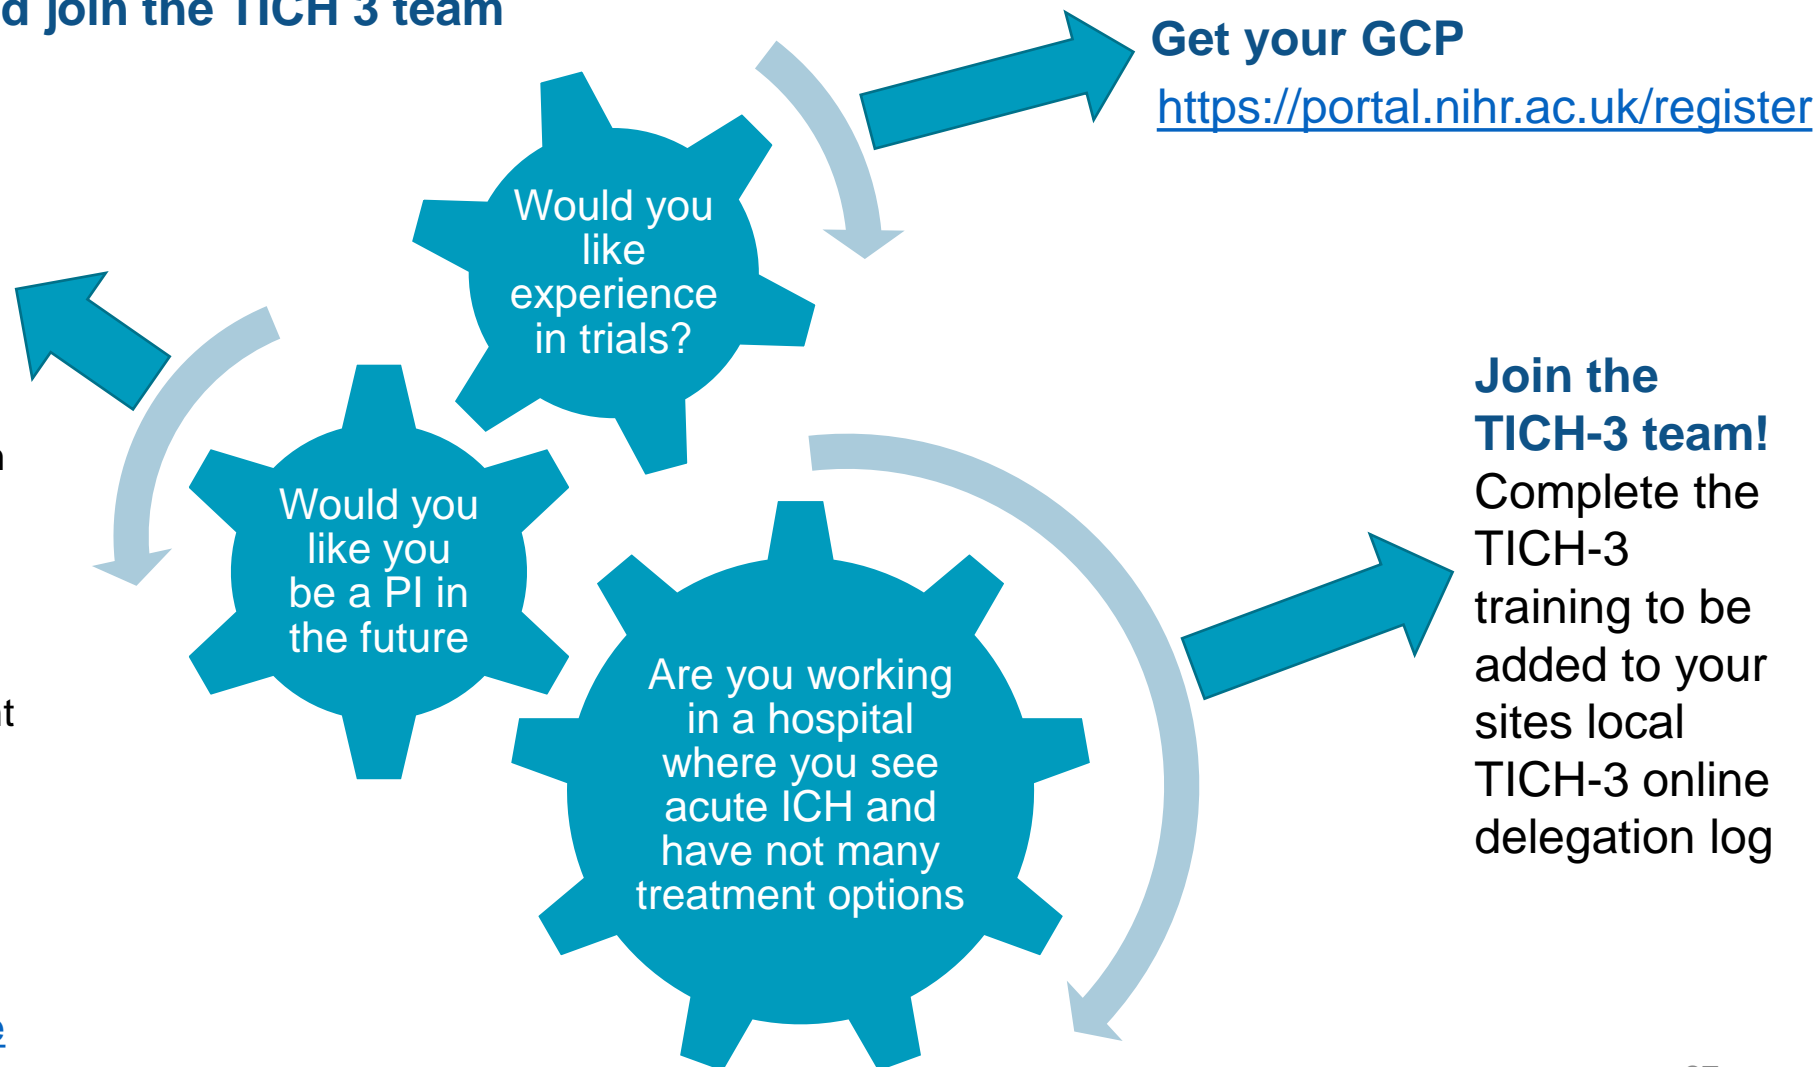 d join the TICH 3 team
Get your GCP
https://portal.nihr.ac.uk/register
Would you
like
experience
in trials?
Would you
like you
be a PI in
the future
Are you working
in a hospital
where you see
acute ICH and
have not many
treatment options
Join the
TICH-3 team!
Complete the
TICH-3
training to be
added to your
sites local
TICH-3 online
delegation log